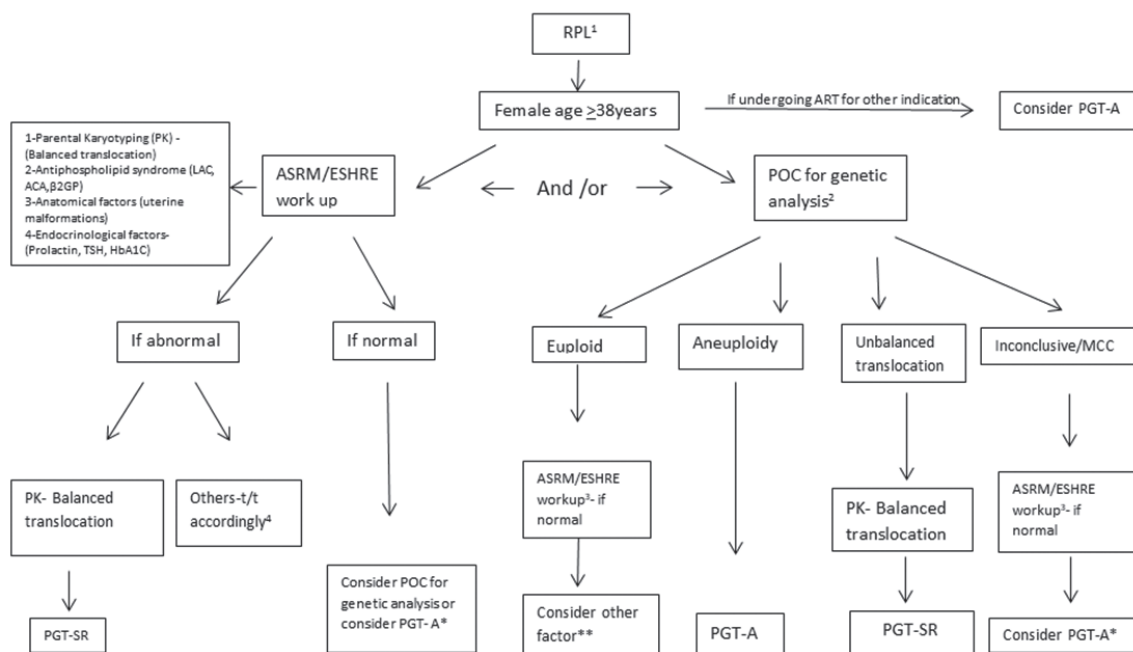 RPL¹
Female age ≥38years
If undergoing ART for other indication
Consider PGT-A
1-Parental Karyotyping (PK) -
(Balanced translocation)
2-Antiphospholipid syndrome (LAC,
ACA,β2GP)
3-Anatomical factors (uterine
malformations)
4-Endocrinological factors-
(Prolactin, TSH, HbA1C)
ASRM/ESHRE
work up
And /or
POC for genetic
analysis²
If abnormal
If normal
Euploid
Aneuploidy
Unbalanced
translocation
Inconclusive/MCC
PK- Balanced
translocation
Others-t/t
accordingly⁴
ASRM/ESHRE
workup³- if
normal
PK- Balanced
translocation
ASRM/ESHRE
workup³- if
normal
PGT-SR
Consider POC for
genetic analysis or
consider PGT- A*
Consider other
factor**
PGT-A
PGT-SR
Consider PGT-A*